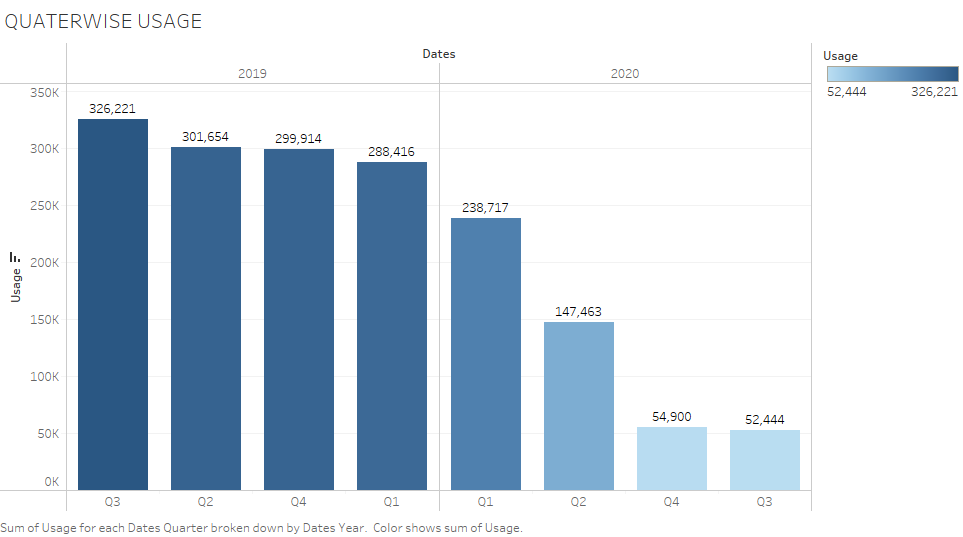 QUATERWISE USAGE
Dates
2019
2020
Usage
52,444 326,221
Usage
350K
300K
250K
200K
150K
100K
50K
0K
326,221
301,654
299,914
288,416
238,717
147,463
54,900
52,444
Q3 Q2 Q4 Q1 Q1 Q2 Q4 Q3
Sum of Usage for each Dates Quarter broken down by Dates Year. Color shows sum of Usage.